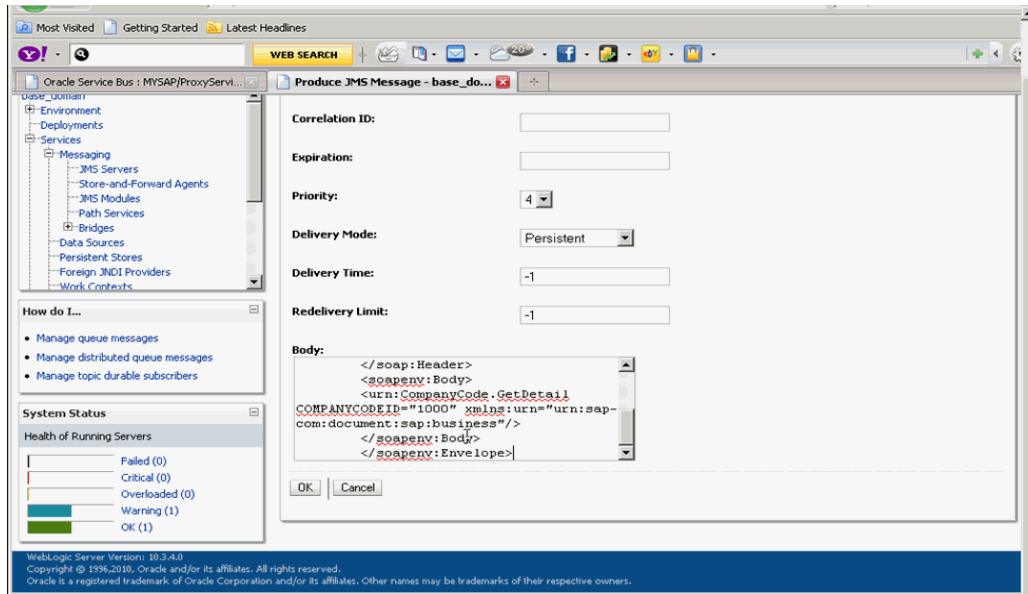 Most Visited Getting Started Latest Headlines
Y! WEB SEARCH 20+
Oracle Service Bus : MYSAP/ProxyServi... Produce JMS Message - base_do...
base_domain
Environment
Deployments
Services
Messaging
JMS Servers
Store-and-Forward Agents
JMS Modules
Path Services
Bridges
Data Sources
Persistent Stores
Foreign JNDI Providers
Work Contexts
How do I...
Manage queue messages
Manage distributed queue messages
Manage topic durable subscribers
System Status
Health of Running Servers
Failed (0)
Critical (0)
Overloaded (0)
Warning (1)
OK (1)
Correlation ID:
Expiration:
Priority: 4
Delivery Mode: Persistent
Delivery Time: -1
Redelivery Limit: -1
Body:
</soap:Header>
<soapenv:Body>
<urn:CompanyCode.GetDetail
COMPANYCODEID="1000" xmlns:urn="urn:sap-
com:document:sap:business"/>
</soapenv:Body>
</soapenv:Envelope>
OK Cancel
WebLogic Server Version: 10.3.4.0
Copyright © 1996,2010, Oracle and/or its affiliates. All rights reserved.
Oracle is a registered trademark of Oracle Corporation and/or its affiliates. Other names may be trademarks of their respective owners.